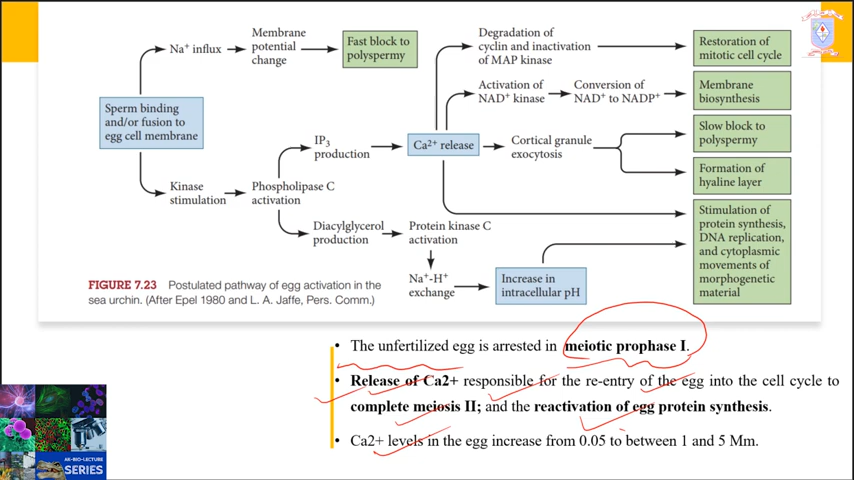 Na+ influx
Membrane
potential
change
Fast block to
polyspermy
Degradation of
cyclin and inactivation
of MAP kinase
Restoration of
mitotic cell cycle
Activation of
NAD+ kinase
Conversion of
NAD+ to NADP+
Membrane
biosynthesis
Sperm binding
and/or fusion to
egg cell membrane
IP3
production
Ca2+ release
Cortical granule
exocytosis
Slow block to
polyspermy
Formation of
hyaline layer
Kinase
stimulation
Phospholipase C
activation
Diacylglycerol
production
Protein kinase C
activation
Na+-H+
exchange
Increase in
intracellular pH
Stimulation of
protein synthesis,
DNA replication,
and cytoplasmic
movements of
morphogenetic
material
FIGURE 7.23 Postulated pathway of egg activation in the
sea urchin. (After Epel 1980 and L. A. Jaffe, Pers. Comm.)
• The unfertilized egg is arrested in meiotic prophase I.
• Release of Ca2+ responsible for the re-entry of the egg into the cell cycle to
complete meiosis II; and the reactivation of egg protein synthesis.
• Ca2+ levels in the egg increase from 0.05 to between 1 and 5 Mm.
AK-BIO-LECTURE
SERIES